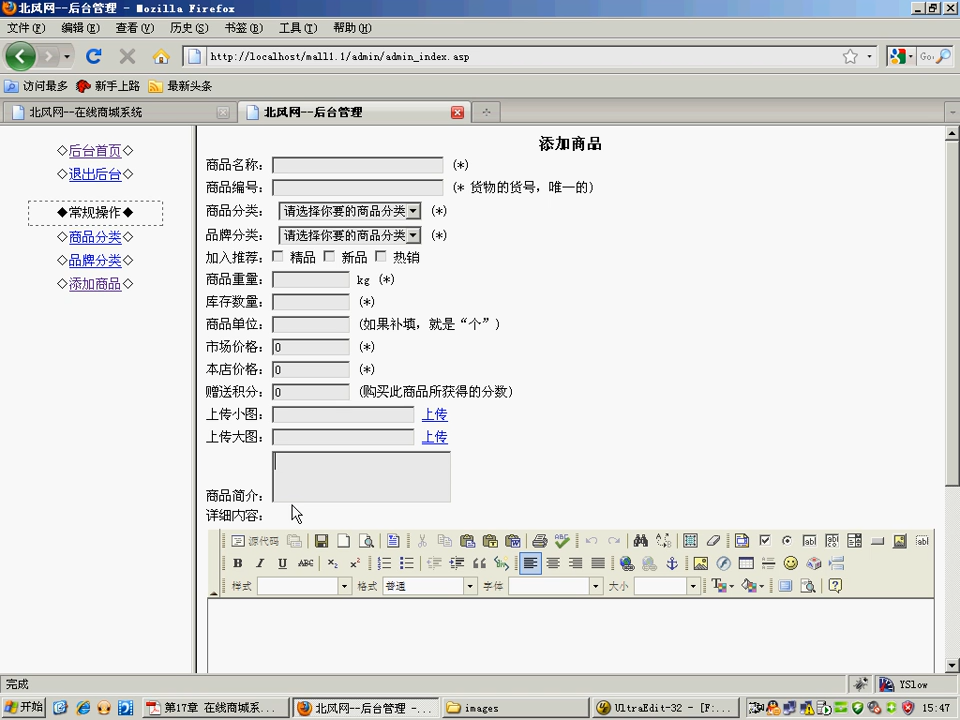 北风网--后台管理 - Mozilla Firefox
文件(F) 编辑(E) 查看(V) 历史(S) 书签(B) 工具(T) 帮助(H)
http://localhost/mall1.1/admin/admin_index.asp
访问最多 新手上路 最新头条
北风网--在线商城系统 北风网--后台管理
◇后台首页◇
◇退出后台◇
◆常规操作◆
◇商品分类◇
◇品牌分类◇
◇添加商品◇
添加商品
商品名称: (*)
商品编号: (* 货物的货号，唯一的)
商品分类: 请选择你要的商品分类 (*)
品牌分类: 请选择你要的商品分类 (*)
加入推荐: 精品 新品 热销
商品重量: kg (*)
库存数量: (*)
商品单位: (如果补填，就是“个”)
市场价格: 0 (*)
本店价格: 0 (*)
赠送积分: 0 (购买此商品所获得的分数)
上传小图: 上传
上传大图: 上传
商品简介:
详细内容:
源代码
B I U ABC
样式 格式 普通 字体 大小
完成 YSlow
开始 第17章 在线商城系... 北风网--后台管理 -... images UltraEdit-32 - [F:... 15:47